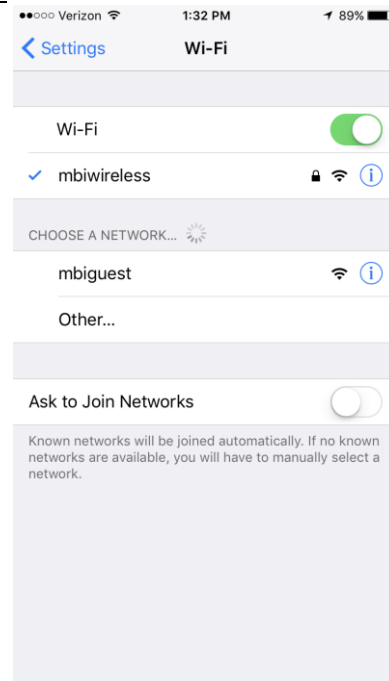 Verizon 1:32 PM 89%
Settings Wi-Fi
Wi-Fi
mbiwireless
CHOOSE A NETWORK...
mbiguest
Other...
Ask to Join Networks
Known networks will be joined automatically. If no known
networks are available, you will have to manually select a
network.